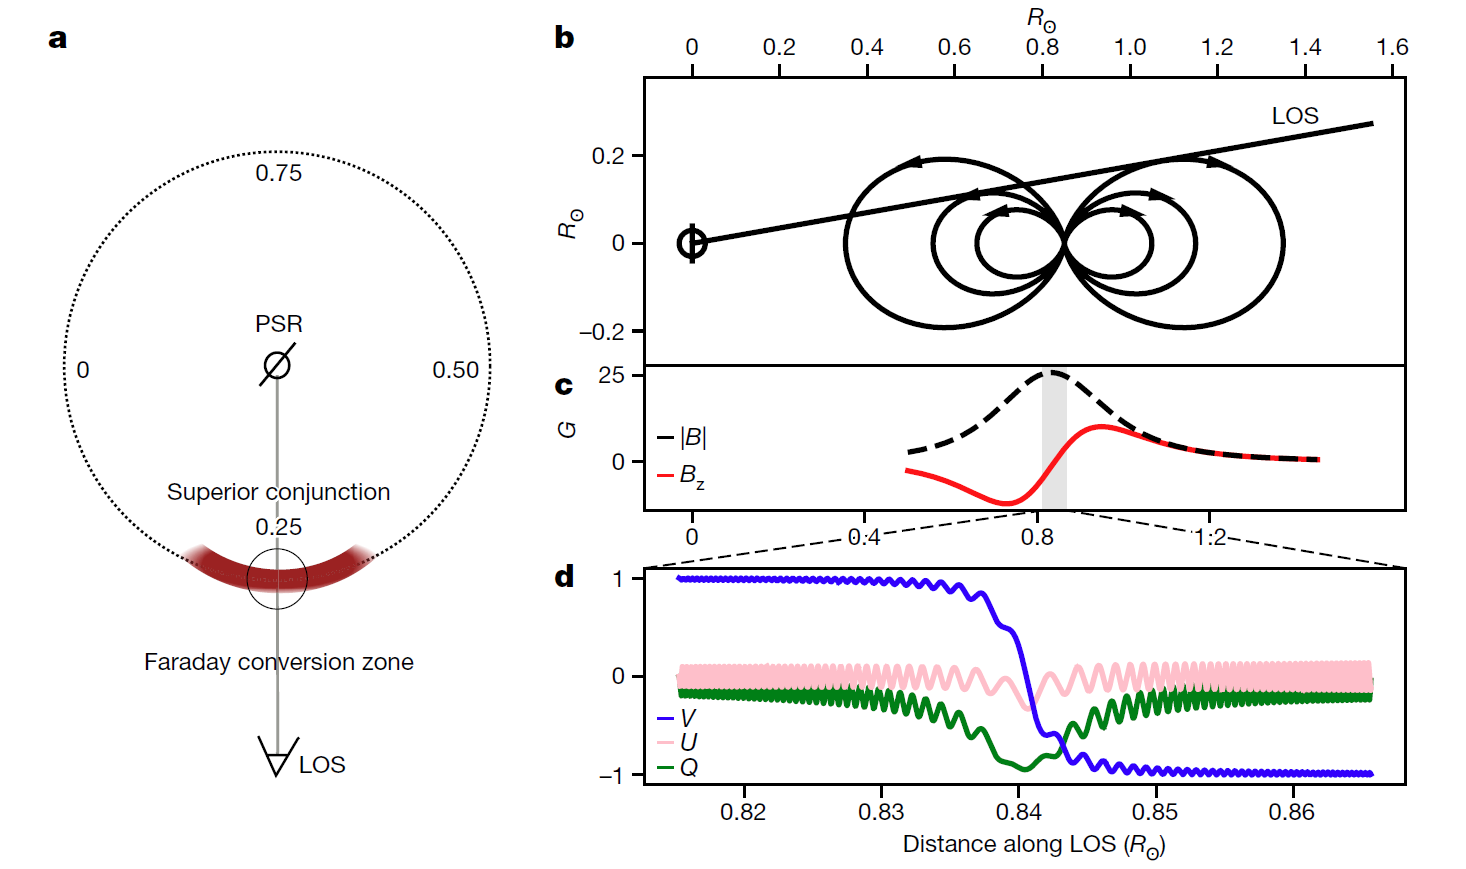 a
0.75
PSR
0
0.50
Superior conjunction
0.25
Faraday conversion zone
LOS
b
R⊙
0 0.2 0.4 0.6 0.8 1.0 1.2 1.4 1.6
LOS
0.2
0
−0.2
R⊙
c
25
0
G
|B|
Bz
0 0.4 0.8 1.2
d
1
0
−1
V
U
Q
0.82 0.83 0.84 0.85 0.86
Distance along LOS (R⊙)